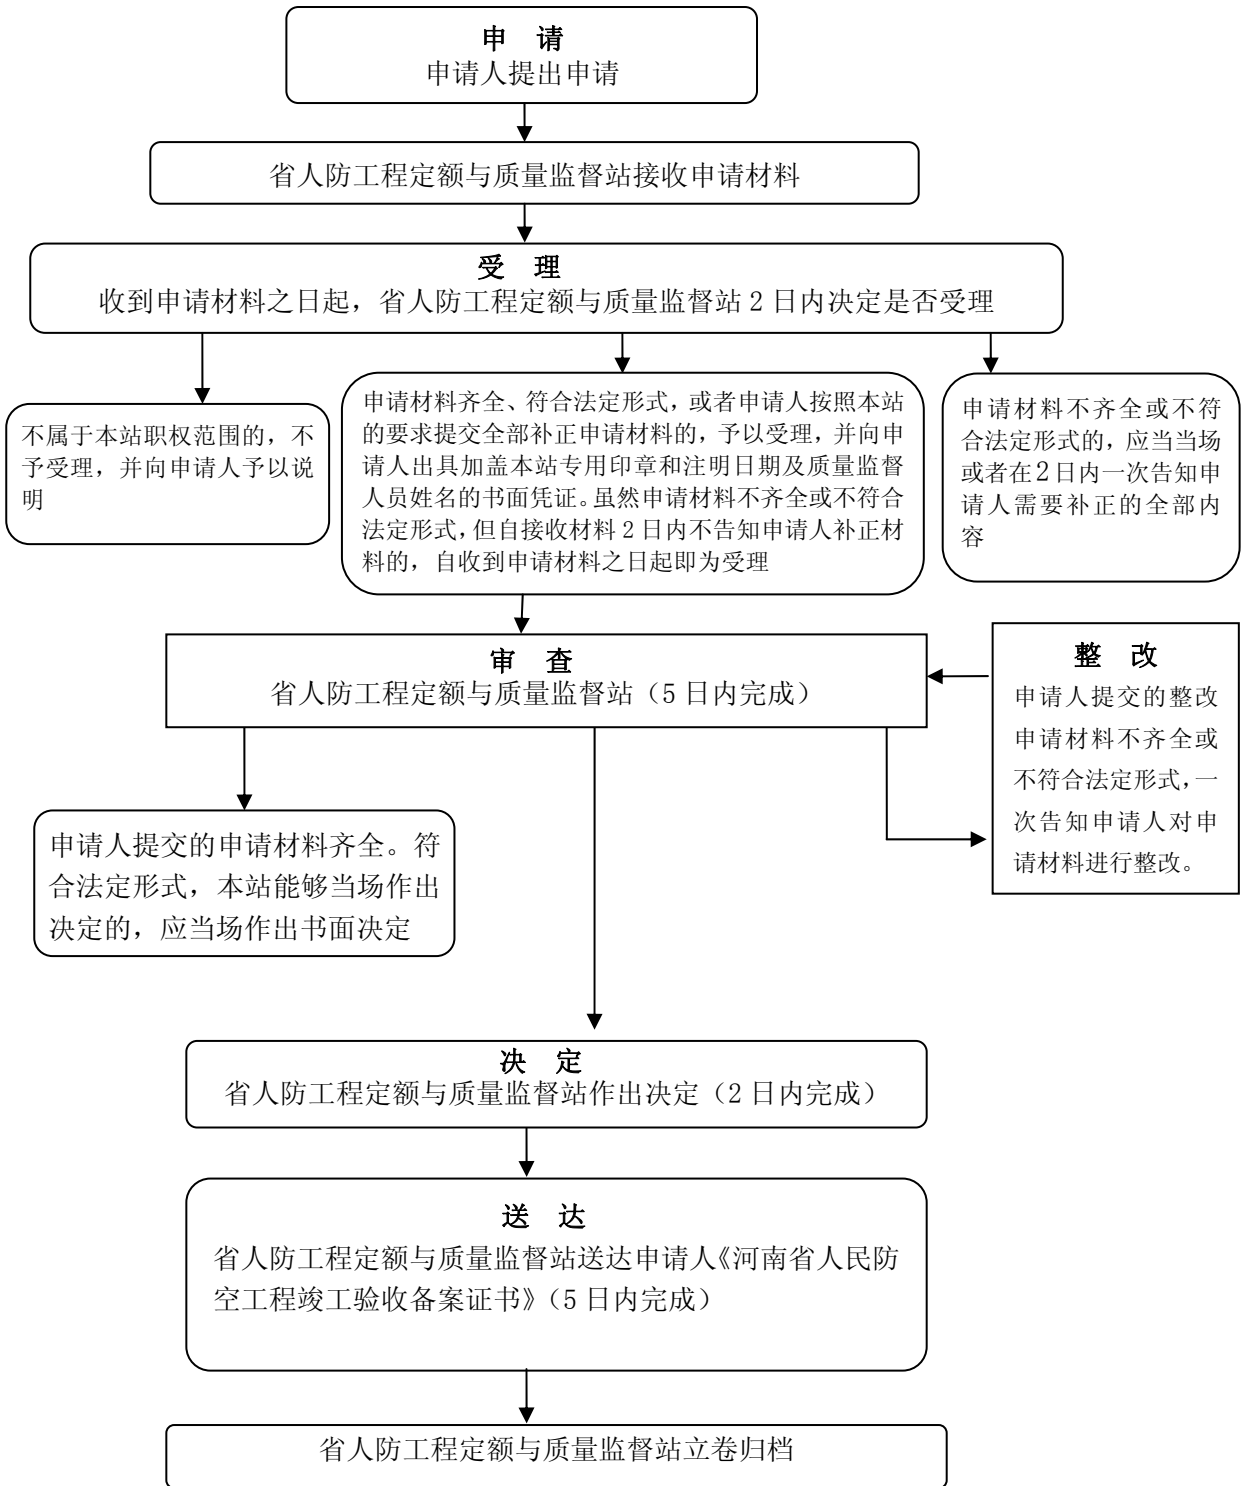 申 请
申请人提出申请
省人防工程定额与质量监督站接收申请材料
受 理
收到申请材料之日起，省人防工程定额与质量监督站 2 日内决定是否受理
不属于本站职权范围的，不
予受理，并向申请人予以说
明
申请材料齐全、符合法定形式，或者申请人按照本站
的要求提交全部补正申请材料的，予以受理，并向申
请人出具加盖本站专用印章和注明日期及质量监督
人员姓名的书面凭证。虽然申请材料不齐全或不符合
法定形式，但自接收材料 2 日内不告知申请人补正材
料的，自收到申请材料之日起即为受理
申请材料不齐全或不符
合法定形式的，应当当场
或者在2日内一次告知申
请人需要补正的全部内
容
审 查
省人防工程定额与质量监督站（5 日内完成）
整 改
申请人提交的整改
申请材料不齐全或
不符合法定形式，一
次告知申请人对申
请材料进行整改。
申请人提交的申请材料齐全。符
合法定形式，本站能够当场作出
决定的，应当场作出书面决定
决 定
省人防工程定额与质量监督站作出决定（2 日内完成）
送 达
省人防工程定额与质量监督站送达申请人《河南省人民防
空工程竣工验收备案证书》（5 日内完成）
省人防工程定额与质量监督站立卷归档